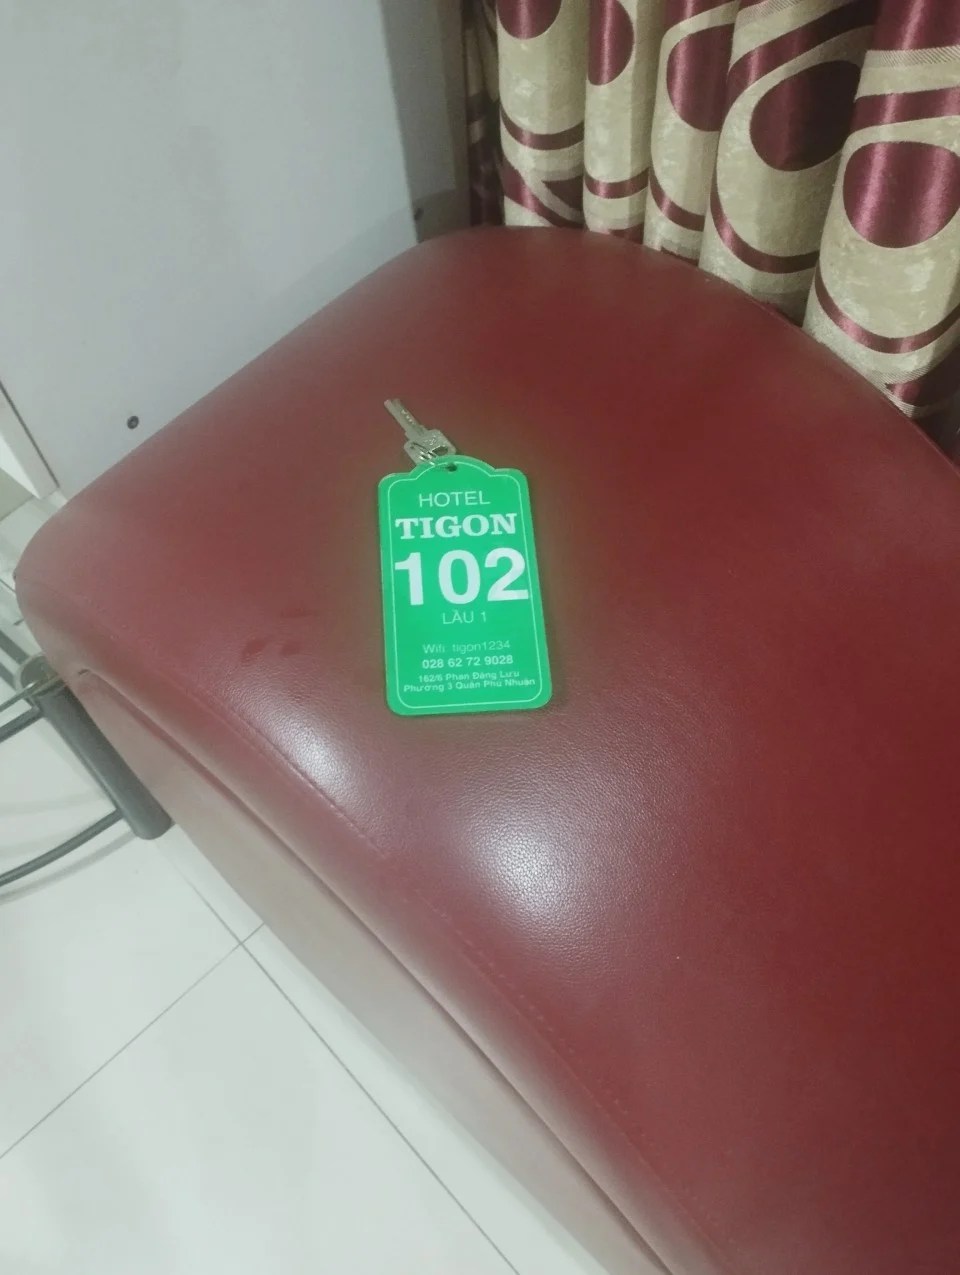 HOTEL
TIGON
102
LẦU 1
Wifi: tigon1234
028 62 72 9028
162/6 Phan Đăng Lưu
Phường 3 Quận Phú Nhuận